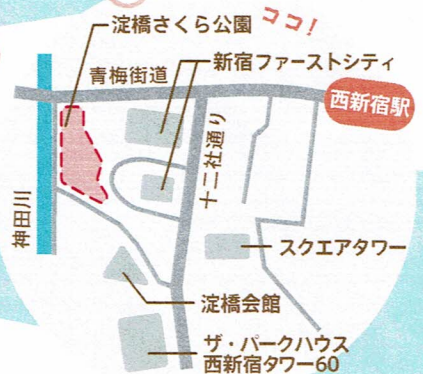 淀橋さくら公園
ココ!
青梅街道
新宿ファーストシティ
西新宿駅
十二社通り
神田川
スクエアタワー
淀橋会館
ザ・パークハウス
西新宿タワー60